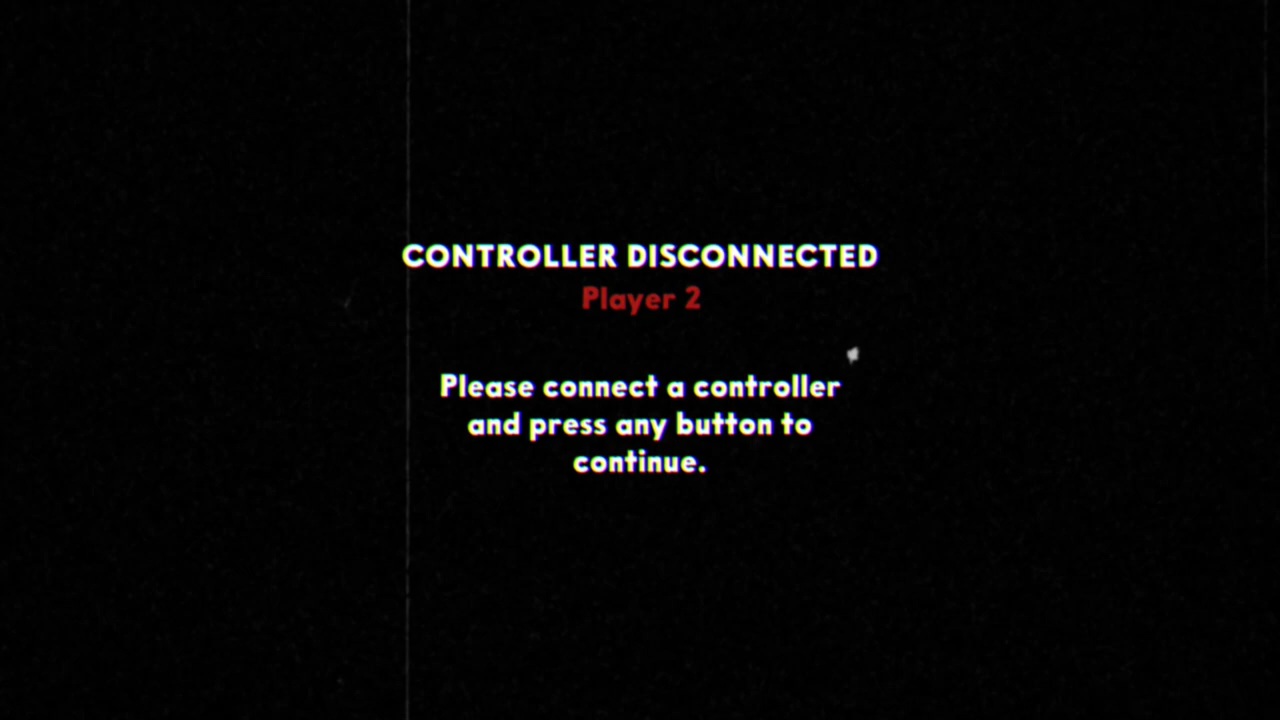 CONTROLLER DISCONNECTED
Player 2
Please connect a controller
and press any button to
continue.